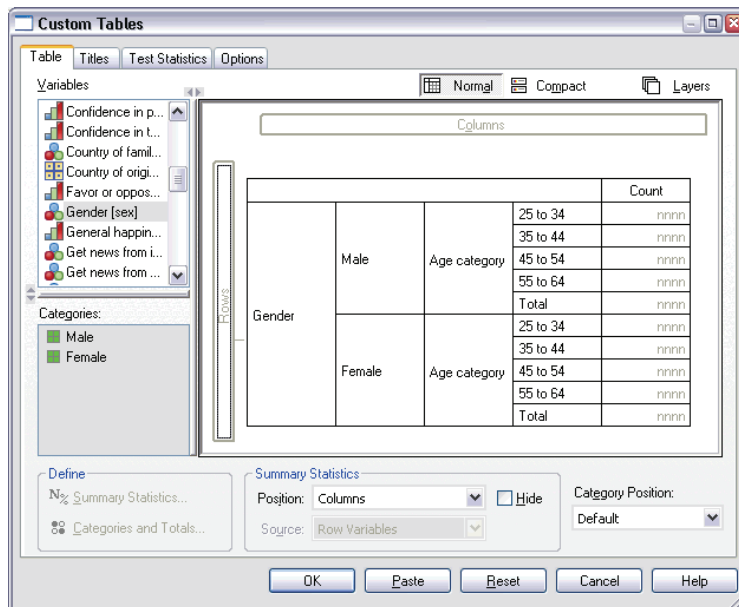 Custom Tables
Table Titles Test Statistics Options
Variables
Normal Compact Layers
Confidence in p...
Confidence in t...
Country of famil...
Country of origi...
Favor or oppos...
Gender [sex]
General happin...
Get news from i...
Get news from ...
Categories:
Male
Female
Columns
Rows
Count
Gender
Male
Age category
25 to 34 nnnn
35 to 44 nnnn
45 to 54 nnnn
55 to 64 nnnn
Total nnnn
Female
Age category
25 to 34 nnnn
35 to 44 nnnn
45 to 54 nnnn
55 to 64 nnnn
Total nnnn
Define
N% Summary Statistics...
Categories and Totals...
Summary Statistics
Position: Columns Hide
Source: Row Variables
Category Position:
Default
OK Paste Reset Cancel Help